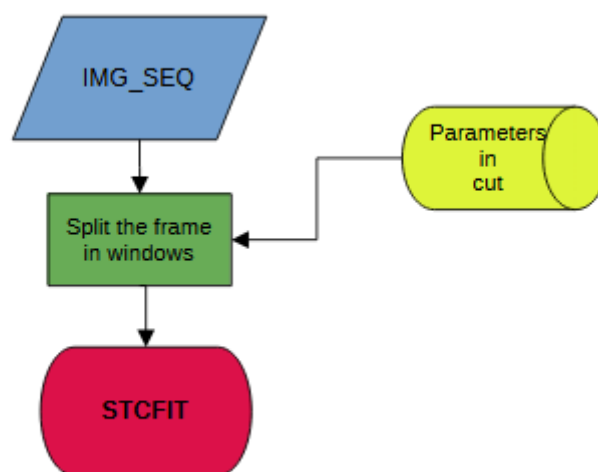 IMG_SEQ
Parameters
in
cut
Split the frame
in windows
STCFIT